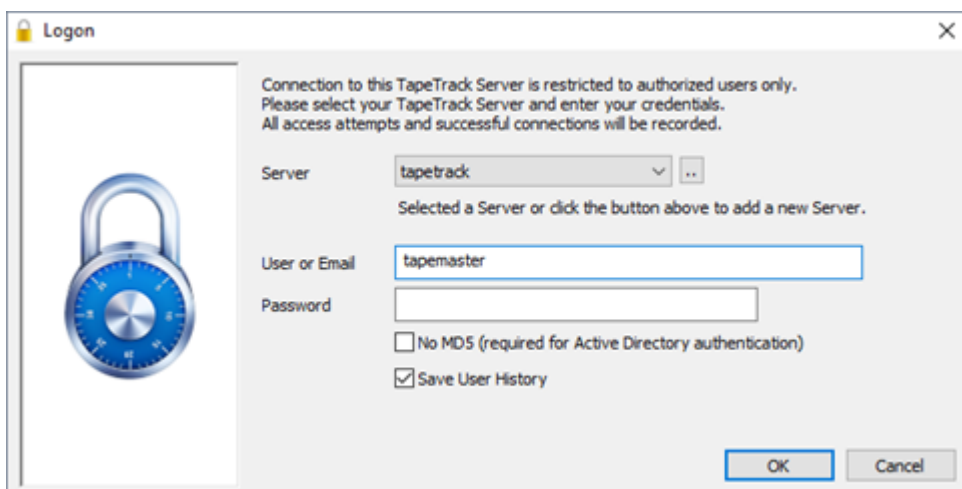 Logon
Connection to this TapeTrack Server is restricted to authorized users only.
Please select your TapeTrack Server and enter your credentials.
All access attempts and successful connections will be recorded.
Server
tapetrack
..
Selected a Server or click the button above to add a new Server.
User or Email
tapemaster
Password
No MD5 (required for Active Directory authentication)
Save User History
OK
Cancel